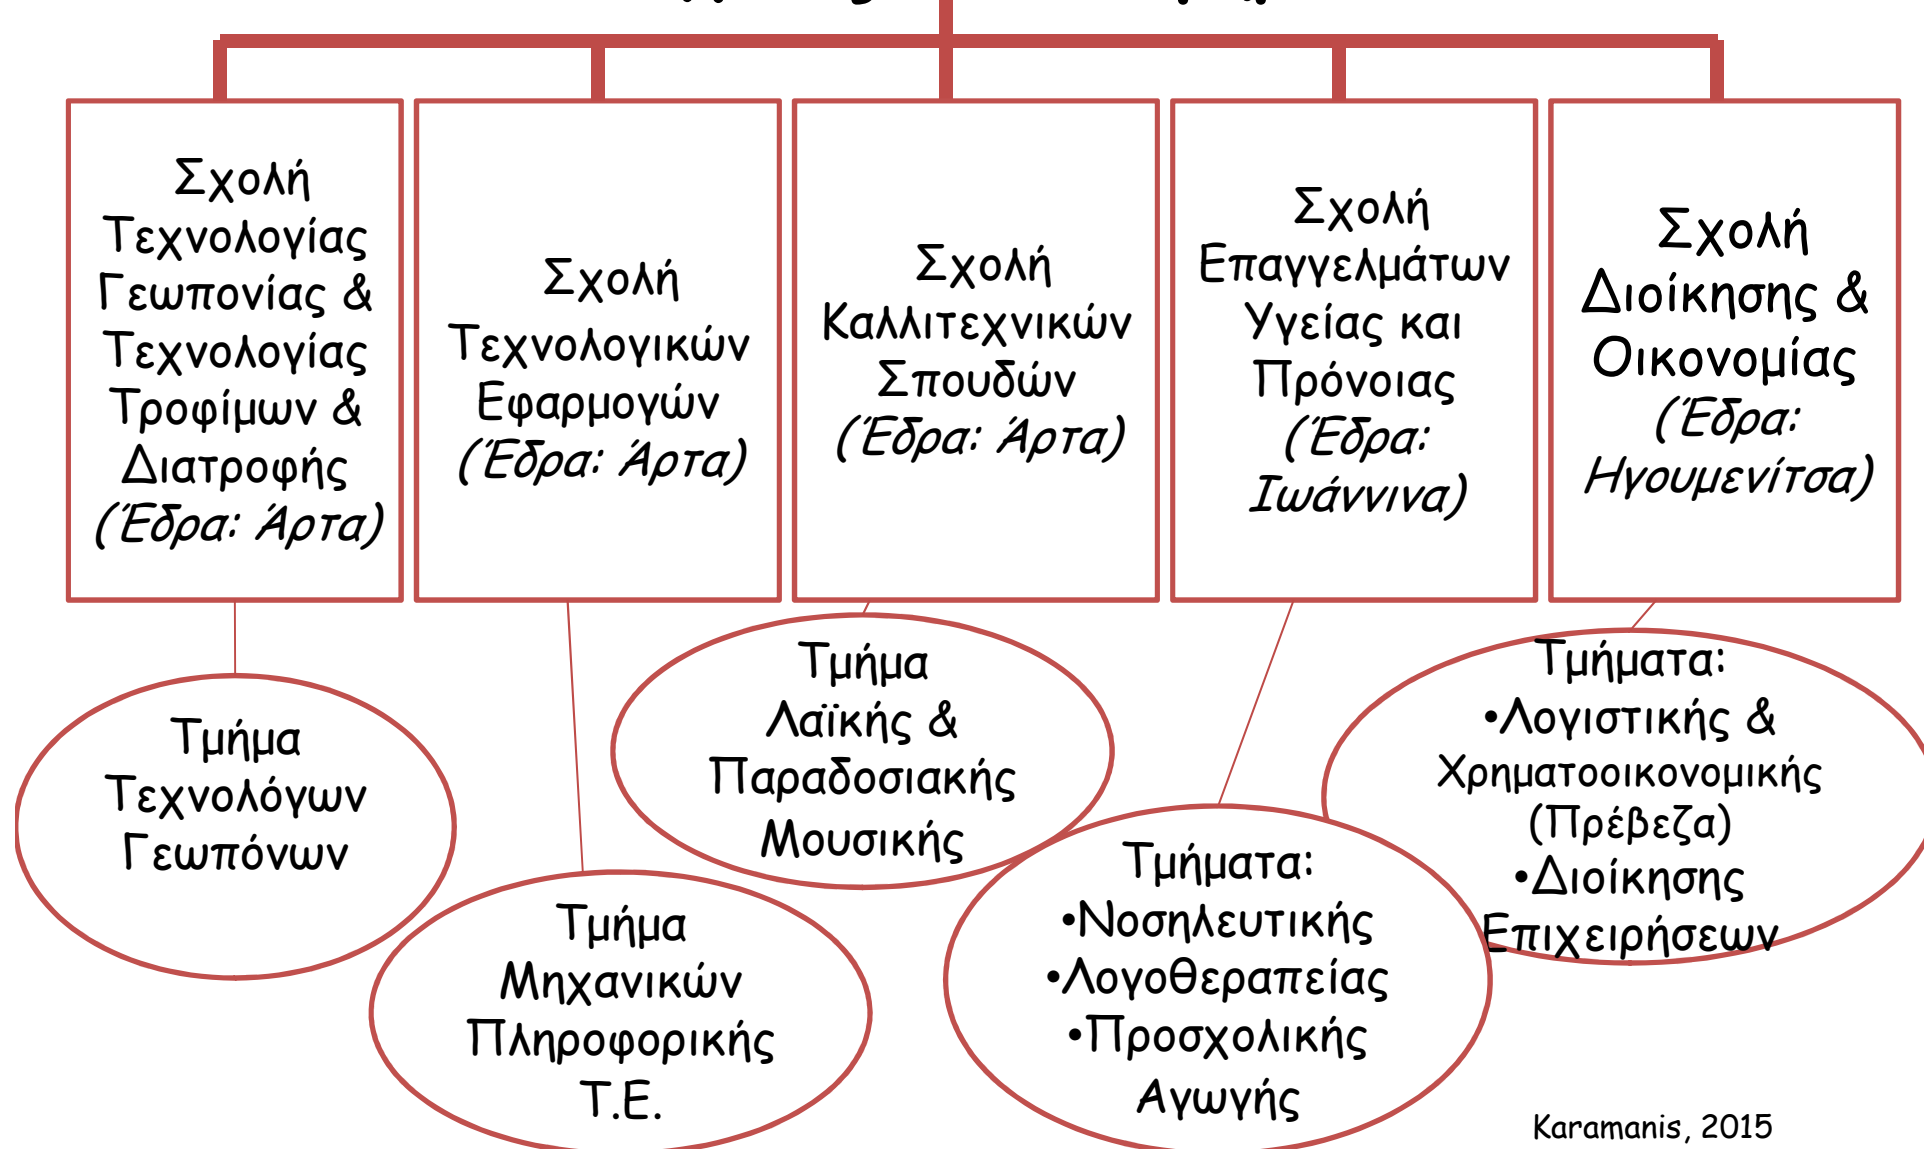 Σχολή
Τεχνολογίας
Γεωπονίας &
Τεχνολογίας
Τροφίμων &
Διατροφής
(Έδρα: Άρτα)
Σχολή
Τεχνολογικών
Εφαρμογών
(Έδρα: Άρτα)
Σχολή
Καλλιτεχνικών
Σπουδών
(Έδρα: Άρτα)
Σχολή
Επαγγελμάτων
Υγείας και
Πρόνοιας
(Έδρα:
Ιωάννινα)
Σχολή
Διοίκησης &
Οικονομίας
(Έδρα:
Ηγουμενίτσα)
Τμήμα
Τεχνολόγων
Γεωπόνων
Τμήμα
Μηχανικών
Πληροφορικής
Τ.Ε.
Τμήμα
Λαϊκής &
Παραδοσιακής
Μουσικής
Τμήματα:
•Νοσηλευτικής
•Λογοθεραπείας
•Προσχολικής
Αγωγής
Τμήματα:
•Λογιστικής &
Χρηματοοικονομικής
(Πρέβεζα)
•Διοίκησης
Επιχειρήσεων
Karamanis, 2015